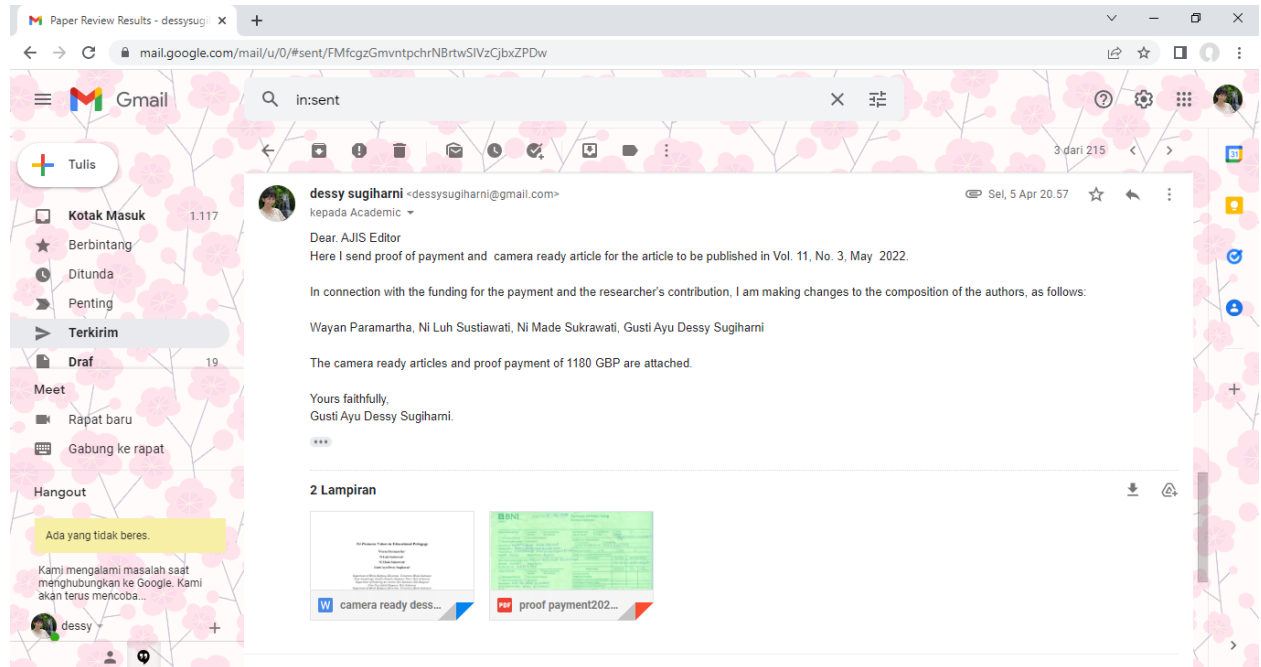 Paper Review Results - dessysugi
mail.google.com/mail/u/0/#sent/FMfcgzGmvntpchrNBrtwSlVzCjbxZPDw
Gmail
in:sent
Tulis
3 dari 215
31
Kotak Masuk 1.117
Berbintang
Ditunda
Penting
Terkirim
Draf 19
Meet
Rapat baru
Gabung ke rapat
Hangout
Ada yang tidak beres.
Kami mengalami masalah saat
menghubungkan ke Google. Kami
akan terus mencoba...
dessy
dessy sugiharni <dessysugiharni@gmail.com>
Sel, 5 Apr 20.57
kepada Academic
Dear. AJIS Editor
Here I send proof of payment and camera ready article for the article to be published in Vol. 11, No. 3, May 2022.
In connection with the funding for the payment and the researcher's contribution, I am making changes to the composition of the authors, as follows:
Wayan Paramartha, Ni Luh Sustiawati, Ni Made Sukrawati, Gusti Ayu Dessy Sugiharni
The camera ready articles and proof payment of 1180 GBP are attached.
Yours faithfully,
Gusti Ayu Dessy Sugiharni.
2 Lampiran
BNI
W camera ready dess...
PDF proof payment202...